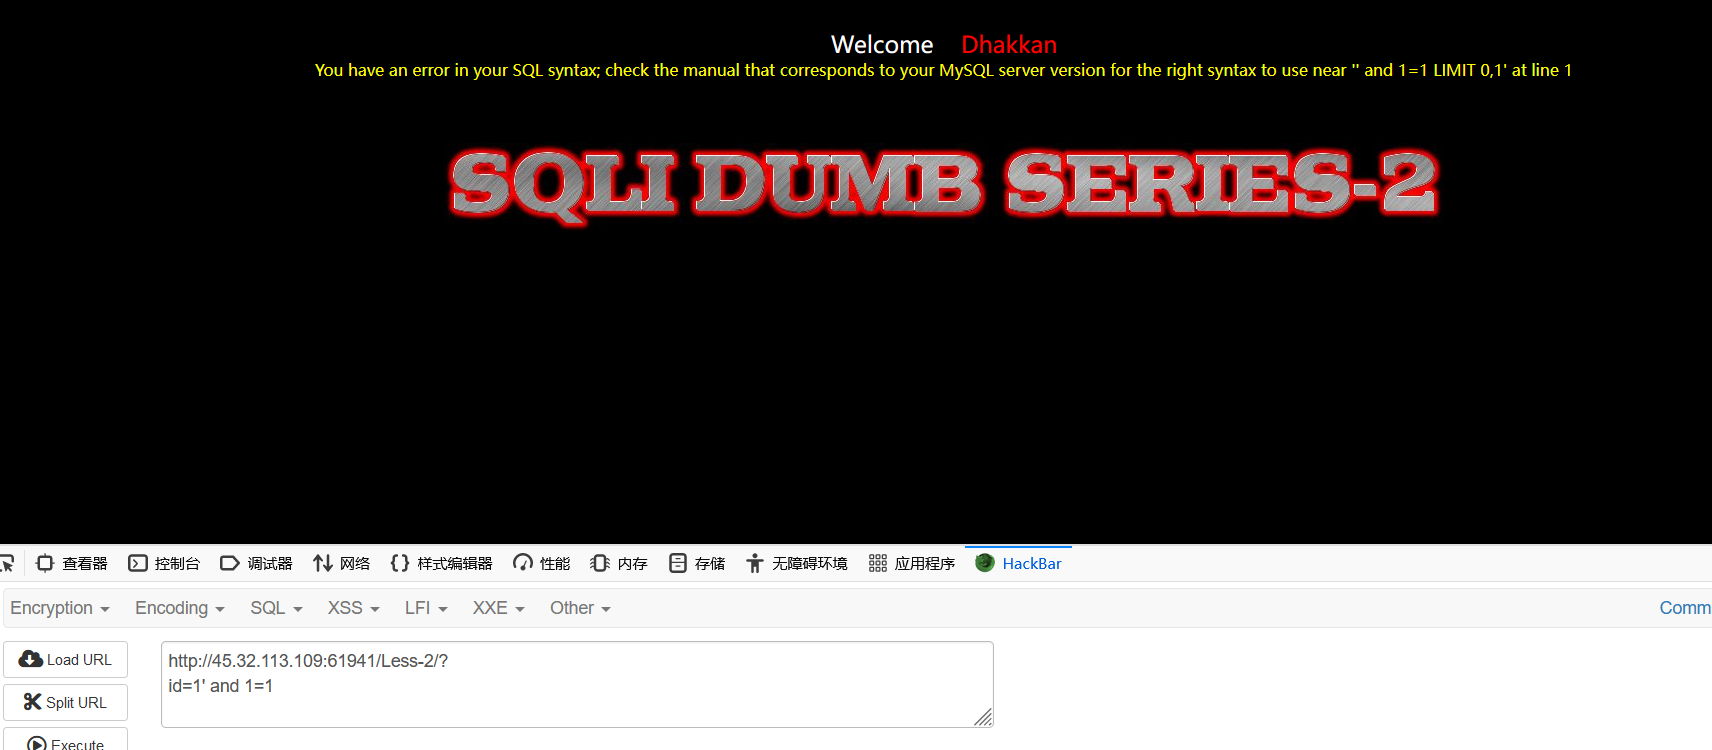 Welcome Dhakkan
You have an error in your SQL syntax; check the manual that corresponds to your MySQL server version for the right syntax to use near '' and 1=1 LIMIT 0,1' at line 1
SQLI DUMB SERIES-2
查看器 控制台 调试器 网络 样式编辑器 性能 内存 存储 无障碍环境 应用程序 HackBar
Encryption Encoding SQL XSS LFI XXE Other Comm
Load URL
http://45.32.113.109:61941/Less-2/?
id=1' and 1=1
Split URL
Execute